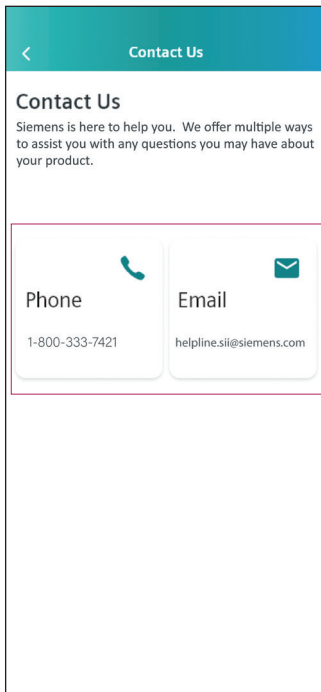 Contact Us
Contact Us
Siemens is here to help you.  We offer multiple ways
to assist you with any questions you may have about
your product.
Phone
1-800-333-7421
Email
helpline.sii@siemens.com